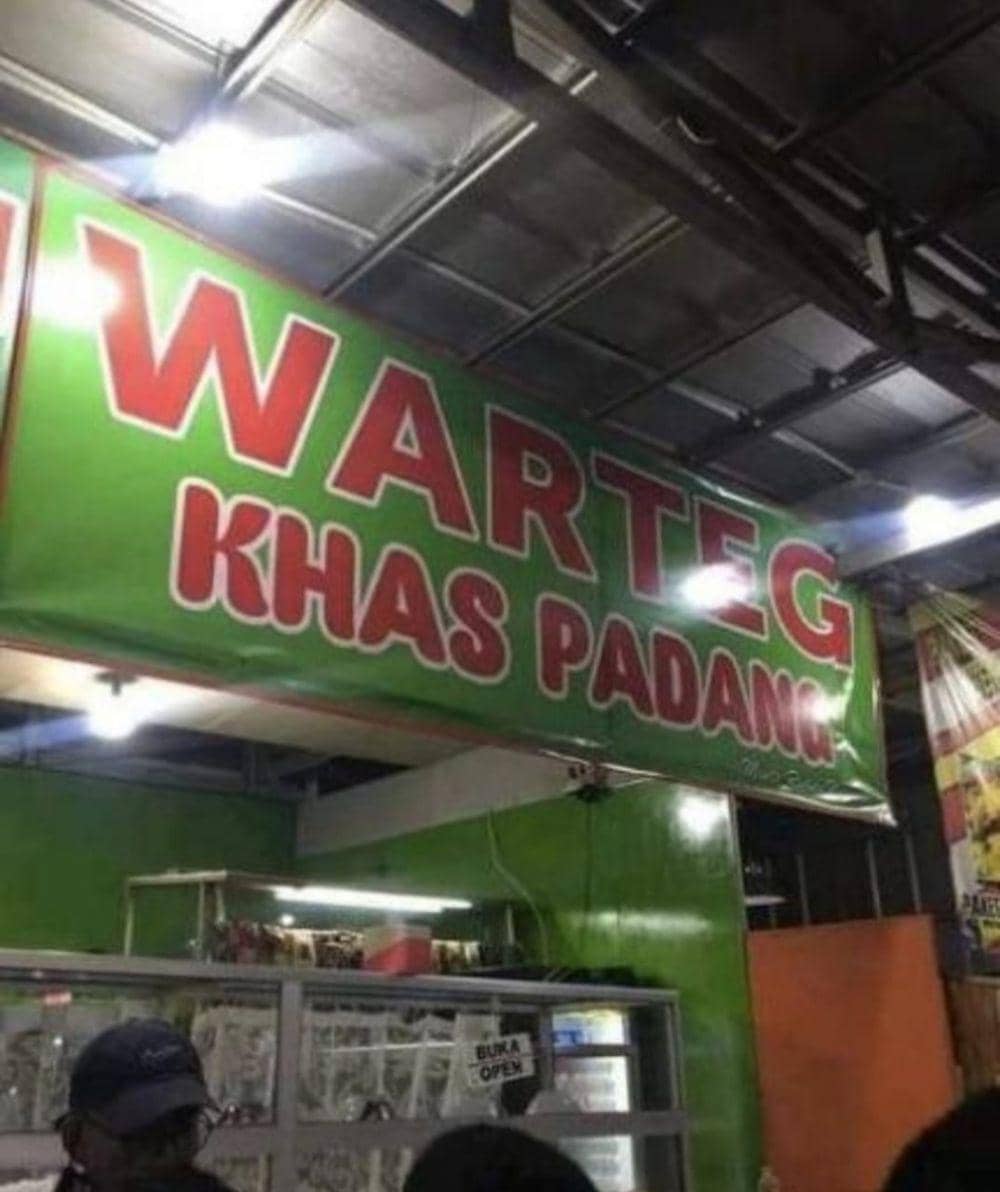 WARTEG
KHAS PADANG
BUKA
OPEN